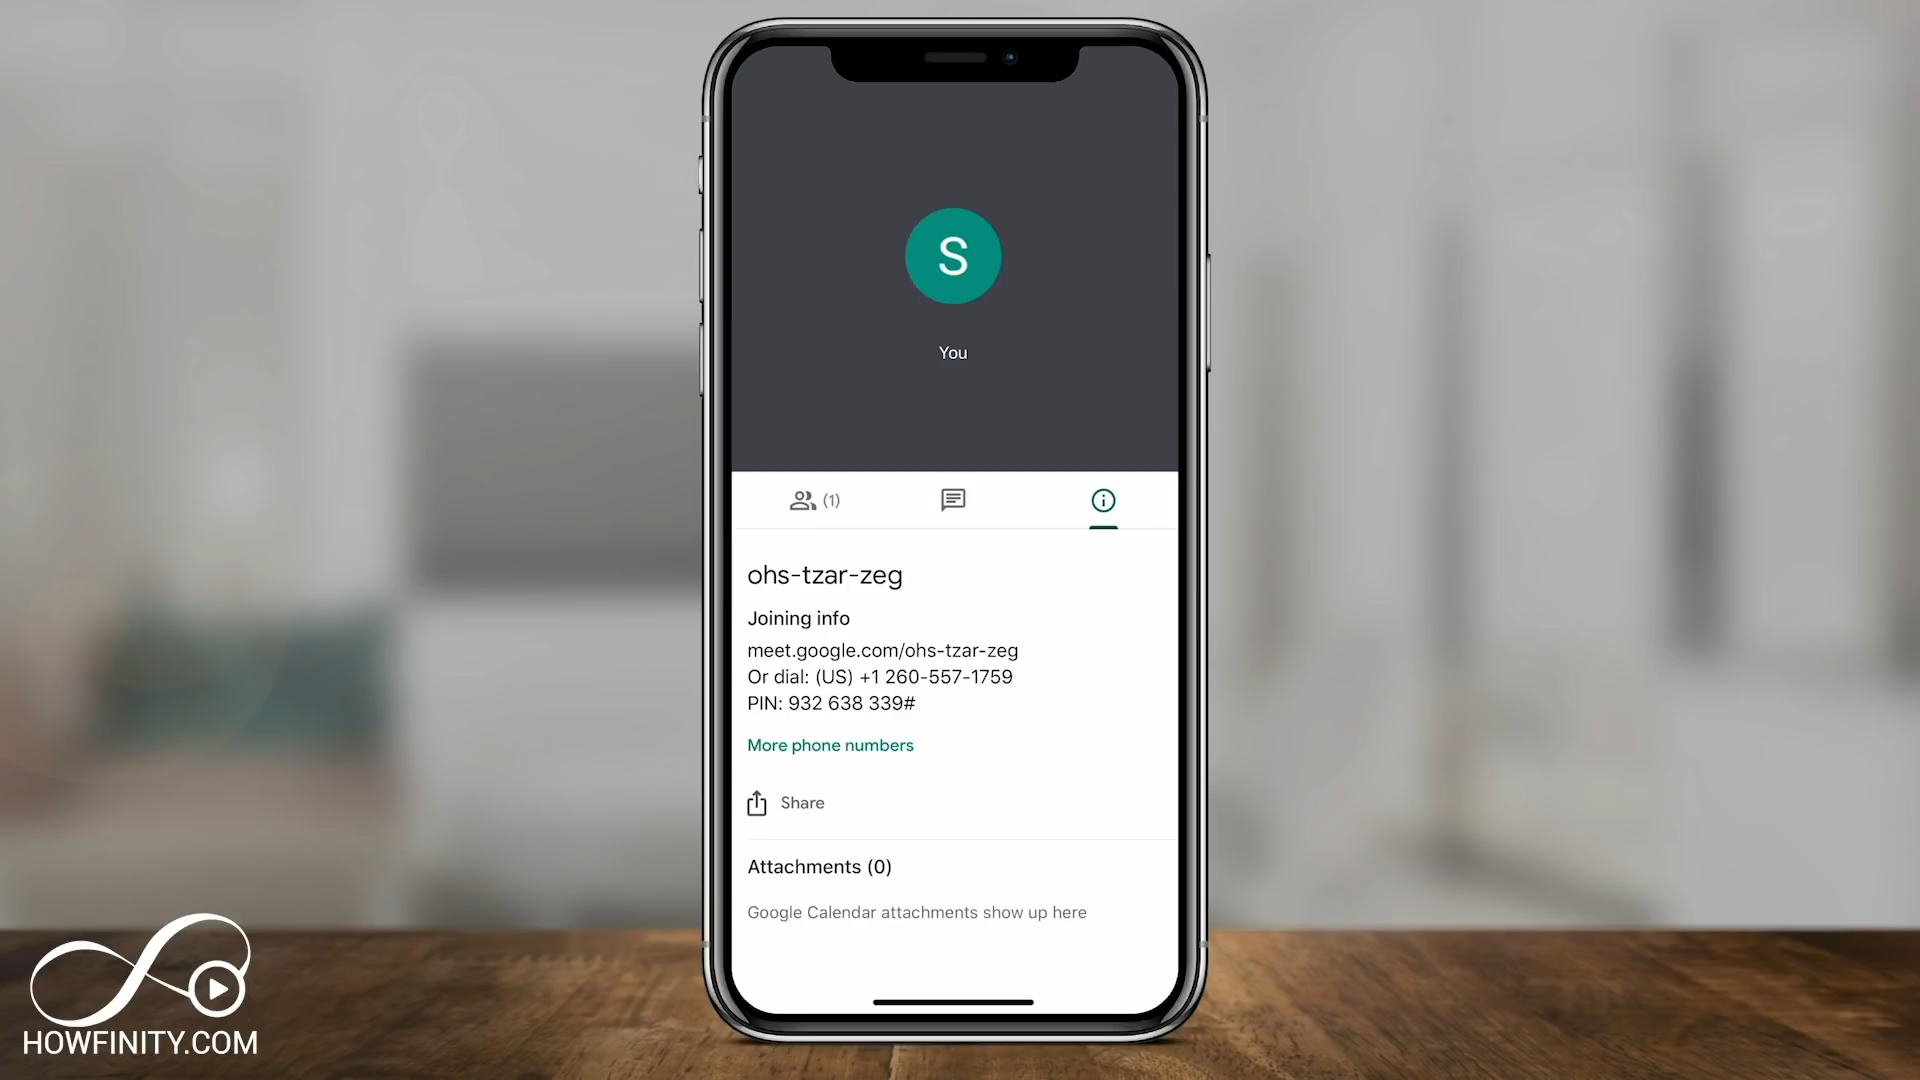 S
You
(1)
ohs-tzar-zeg
Joining info
meet.google.com/ohs-tzar-zeg
Or dial: (US) +1 260-557-1759
PIN: 932 638 339#
More phone numbers
Share
Attachments (0)
Google Calendar attachments show up here
HOWFINITY.COM